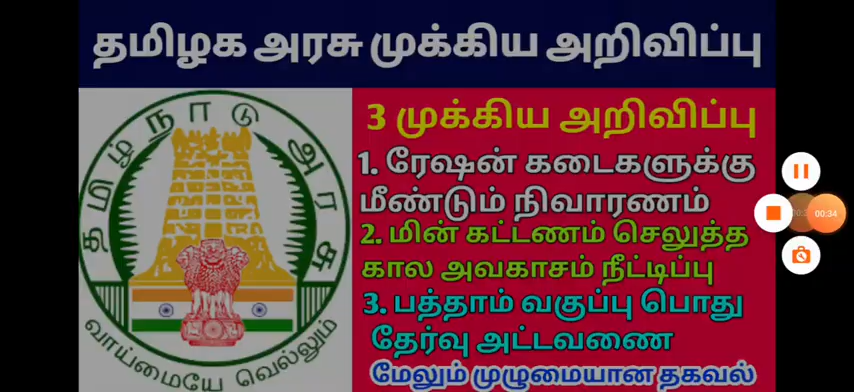 தமிழக அரசு முக்கிய அறிவிப்பு
தமிழ் நாடு அரசு
வாய்மையே வெல்லும்
3 முக்கிய அறிவிப்பு
1. ரேஷன் கடைகளுக்கு
மீண்டும் நிவாரணம்
2. மின் கட்டணம் செலுத்த
கால அவகாசம் நீட்டிப்பு
3. பத்தாம் வகுப்பு பொது
தேர்வு அட்டவணை
மேலும் முழுமையான தகவல்
00:34